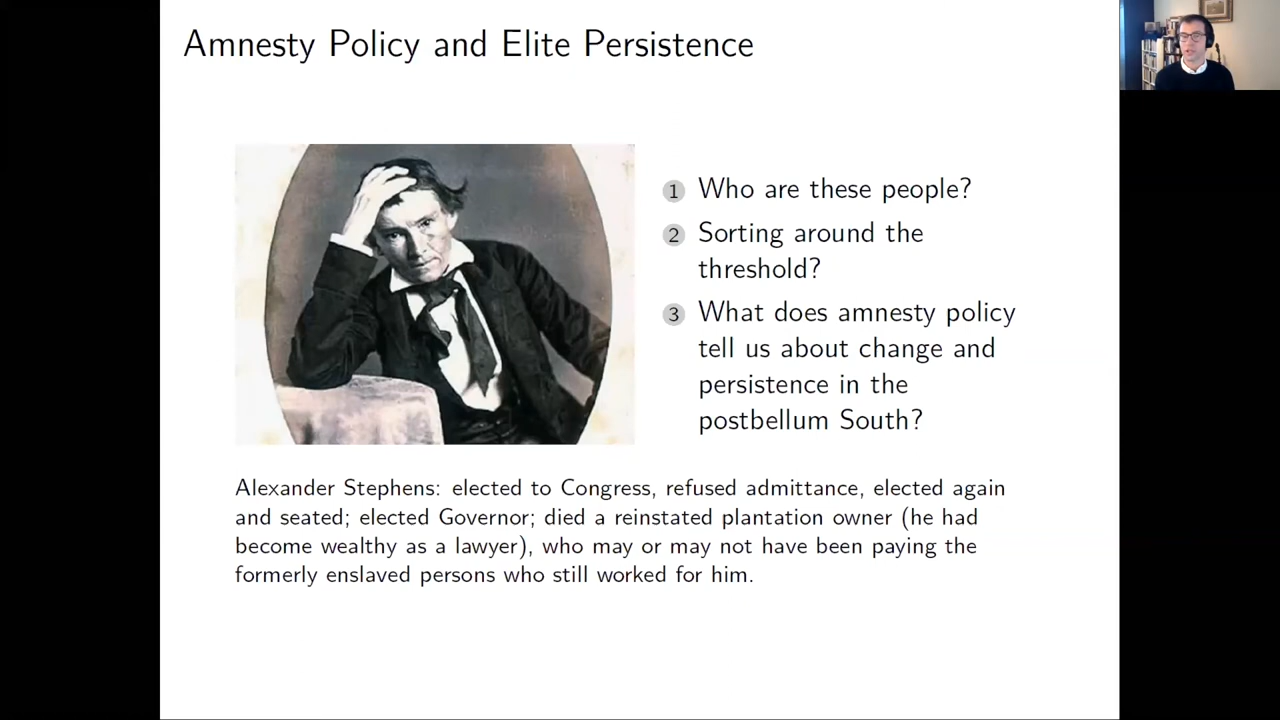 Amnesty Policy and Elite Persistence
1 Who are these people?
2 Sorting around the
threshold?
3 What does amnesty policy
tell us about change and
persistence in the
postbellum South?
Alexander Stephens: elected to Congress, refused admittance, elected again
and seated; elected Governor; died a reinstated plantation owner (he had
become wealthy as a lawyer), who may or may not have been paying the
formerly enslaved persons who still worked for him.